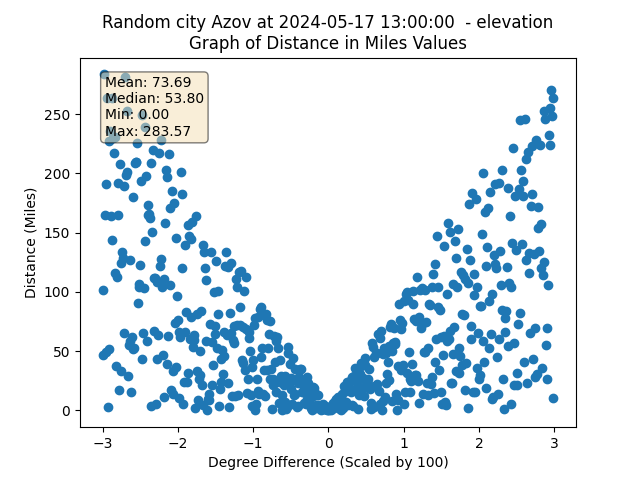 Random city Azov at 2024-05-17 13:00:00  - elevation
Graph of Distance in Miles Values
Mean: 73.69
Median: 53.80
Min: 0.00
Max: 283.57
Distance (Miles)
250
200
150
100
50
0
−3
−2
−1
0
1
2
3
Degree Difference (Scaled by 100)